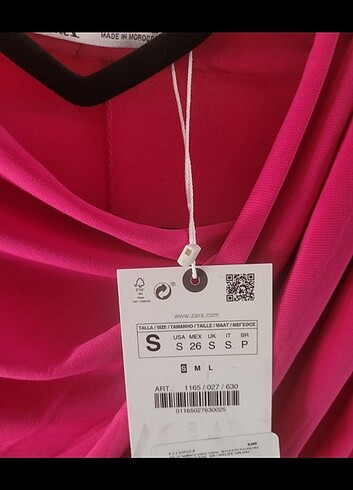 MADE IN MOROCCO
FSC
www.zara.com
TALLA / SIZE / TAMANHO / TAILLE / MAAT / ΜΕΓΕΘΟΣ
S
USA MEX UK IT BR
S 26 S S P
S M L
ART.: 1165 / 027 / 630
01165027630025